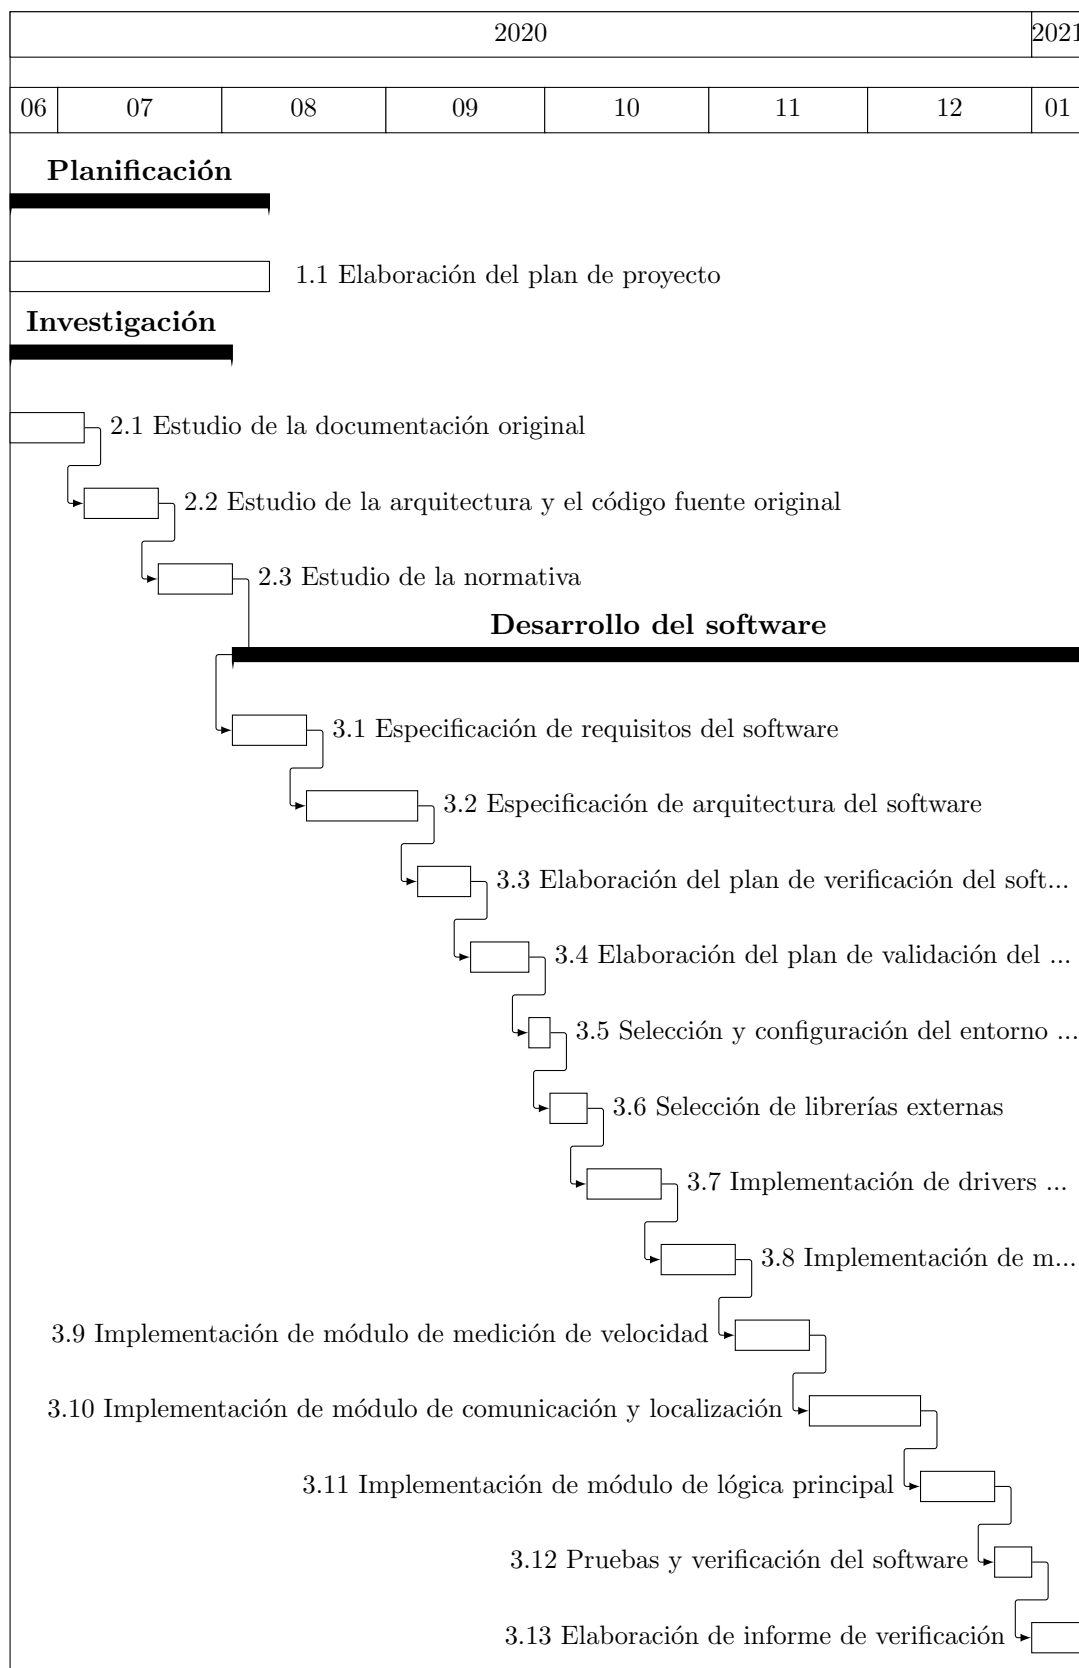 2020 2021
06 07 08 09 10 11 12 01
Planificación
1.1 Elaboración del plan de proyecto
Investigación
2.1 Estudio de la documentación original
2.2 Estudio de la arquitectura y el código fuente original
2.3 Estudio de la normativa
Desarrollo del software
3.1 Especificación de requisitos del software
3.2 Especificación de arquitectura del software
3.3 Elaboración del plan de verificación del soft...
3.4 Elaboración del plan de validación del ...
3.5 Selección y configuración del entorno ...
3.6 Selección de librerías externas
3.7 Implementación de drivers ...
3.8 Implementación de m...
3.9 Implementación de módulo de medición de velocidad
3.10 Implementación de módulo de comunicación y localización
3.11 Implementación de módulo de lógica principal
3.12 Pruebas y verificación del software
3.13 Elaboración de informe de verificación